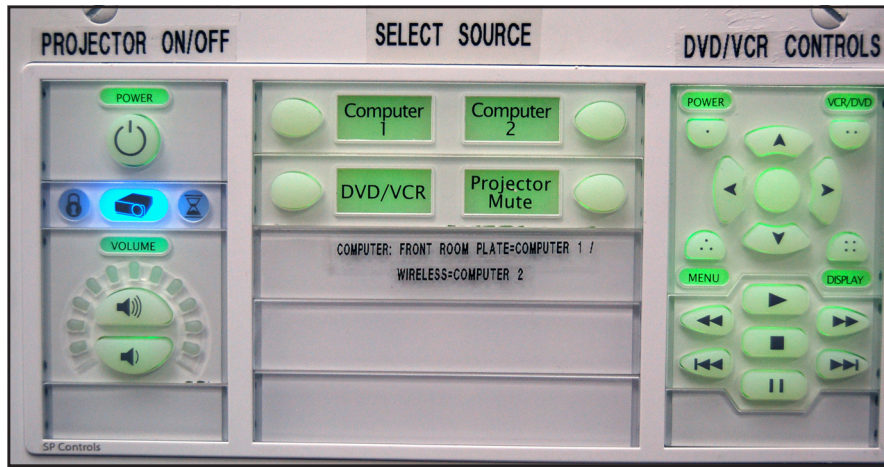 PROJECTOR ON/OFF
POWER
VOLUME
SP Controls
SELECT SOURCE
Computer
1
Computer
2
DVD/VCR
Projector
Mute
COMPUTER: FRONT ROOM PLATE=COMPUTER 1 /
WIRELESS=COMPUTER 2
DVD/VCR CONTROLS
POWER
VCR/DVD
MENU
DISPLAY